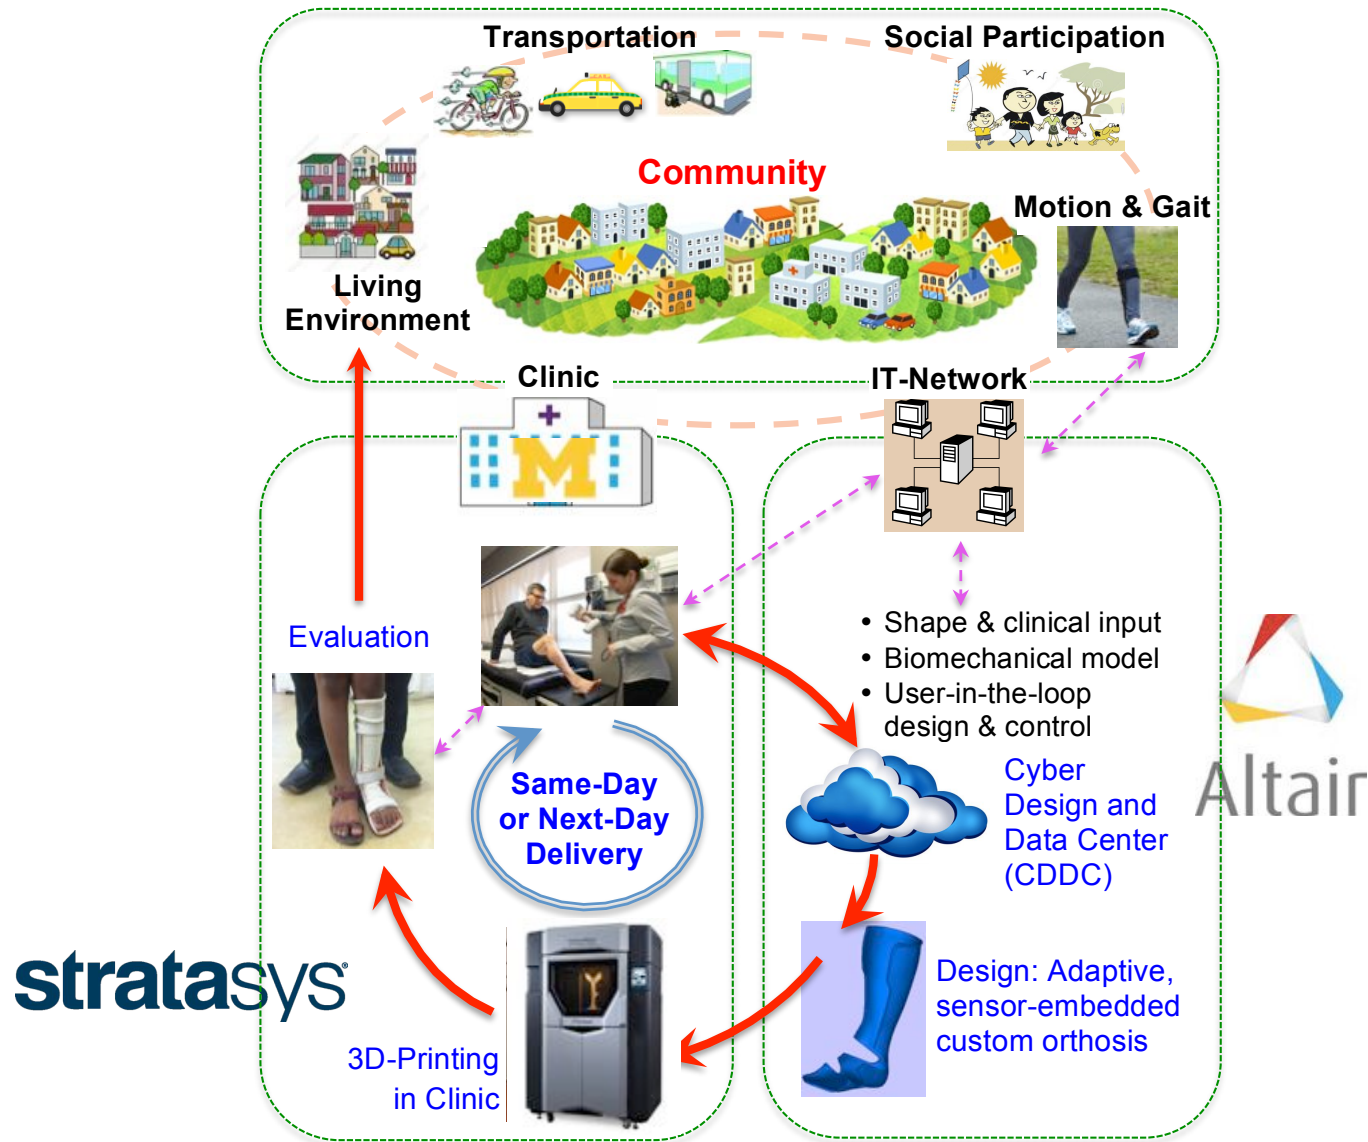 Transportation
Social Participation
Community
Motion & Gait
Living
Environment
Clinic
IT-Network
M
Evaluation
• Shape & clinical input
• Biomechanical model
• User-in-the-loop
design & control
Same-Day
or Next-Day
Delivery
Cyber
Design and
Data Center
(CDDC)
Altair
stratasys
Design: Adaptive,
sensor-embedded
custom orthosis
3D-Printing
in Clinic